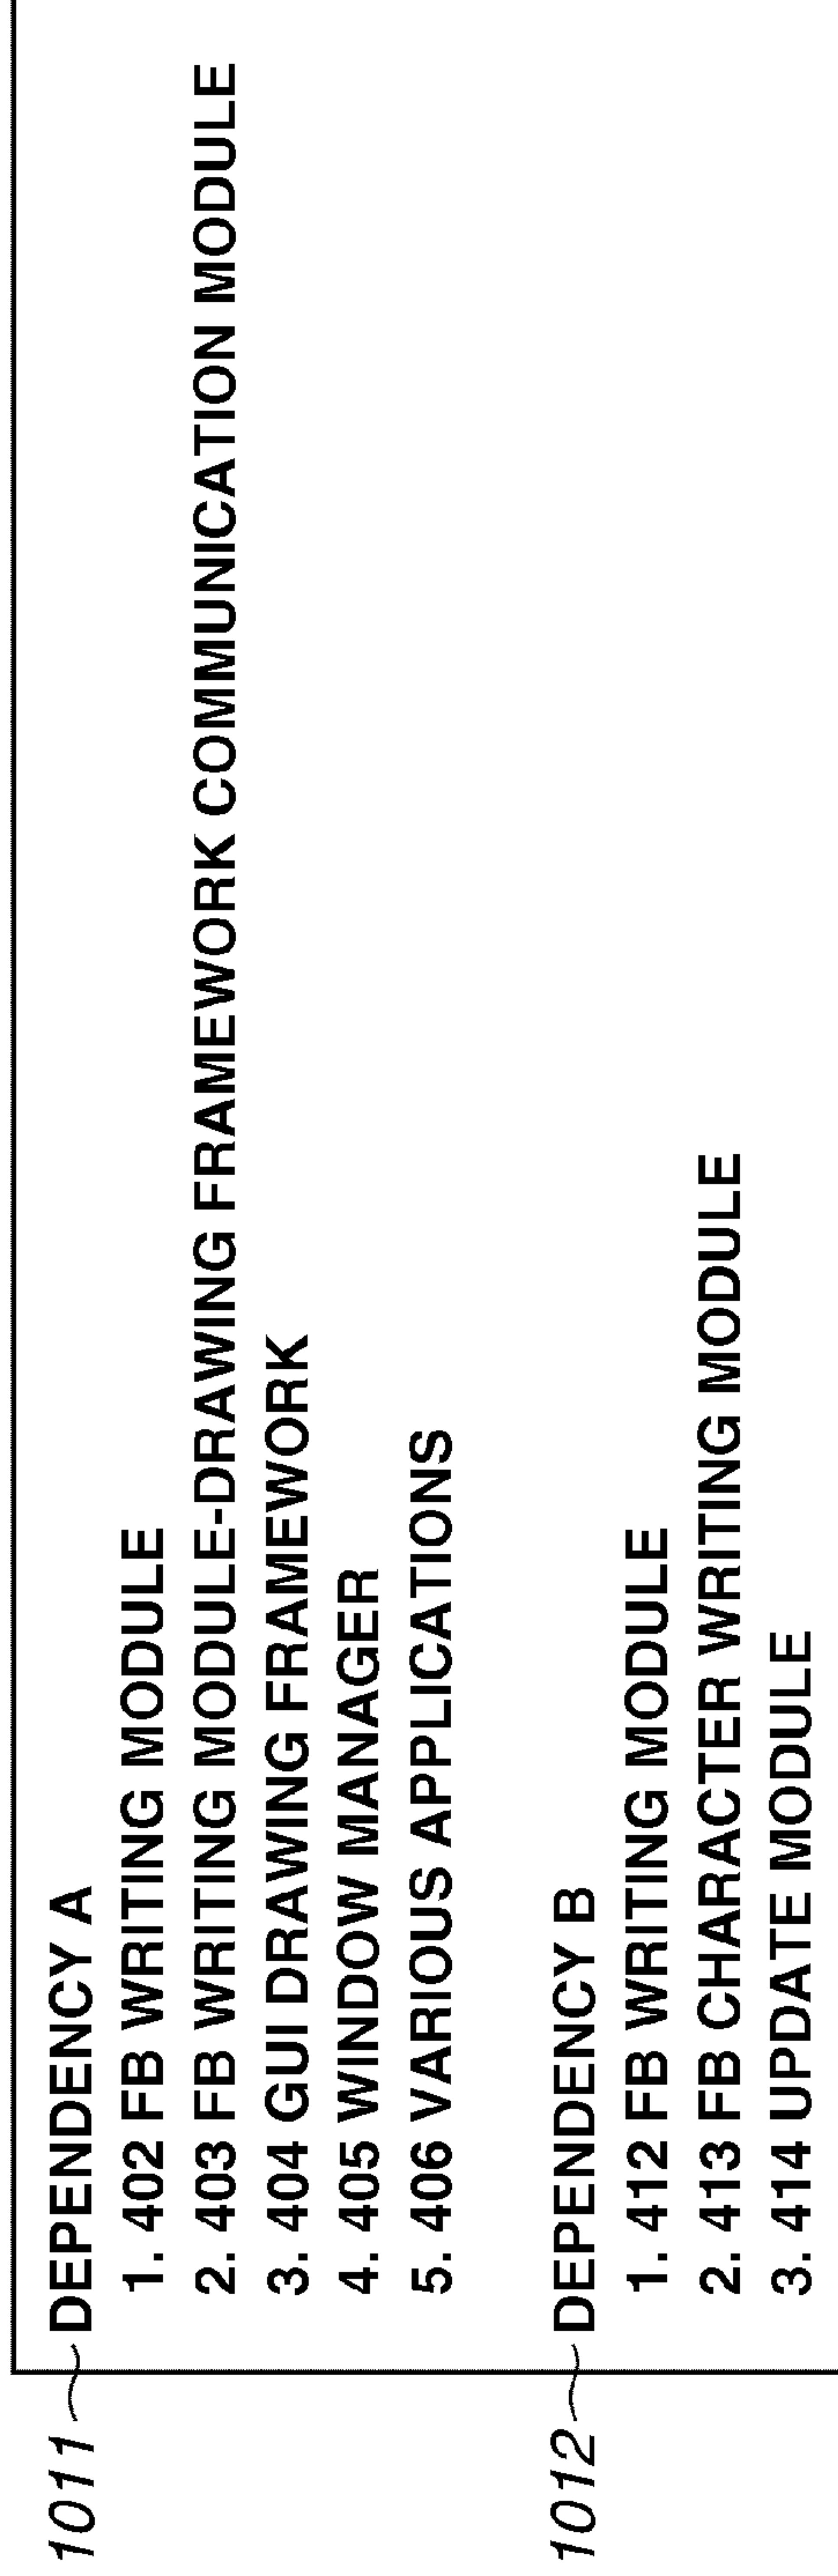 1011 DEPENDENCY A
1. 402 FB WRITING MODULE
2. 403 FB WRITING MODULE-DRAWING FRAMEWORK COMMUNICATION MODULE
3. 404 GUI DRAWING FRAMEWORK
4. 405 WINDOW MANAGER
5. 406 VARIOUS APPLICATIONS
1012 DEPENDENCY B
1. 412 FB WRITING MODULE
2. 413 FB CHARACTER WRITING MODULE
3. 414 UPDATE MODULE